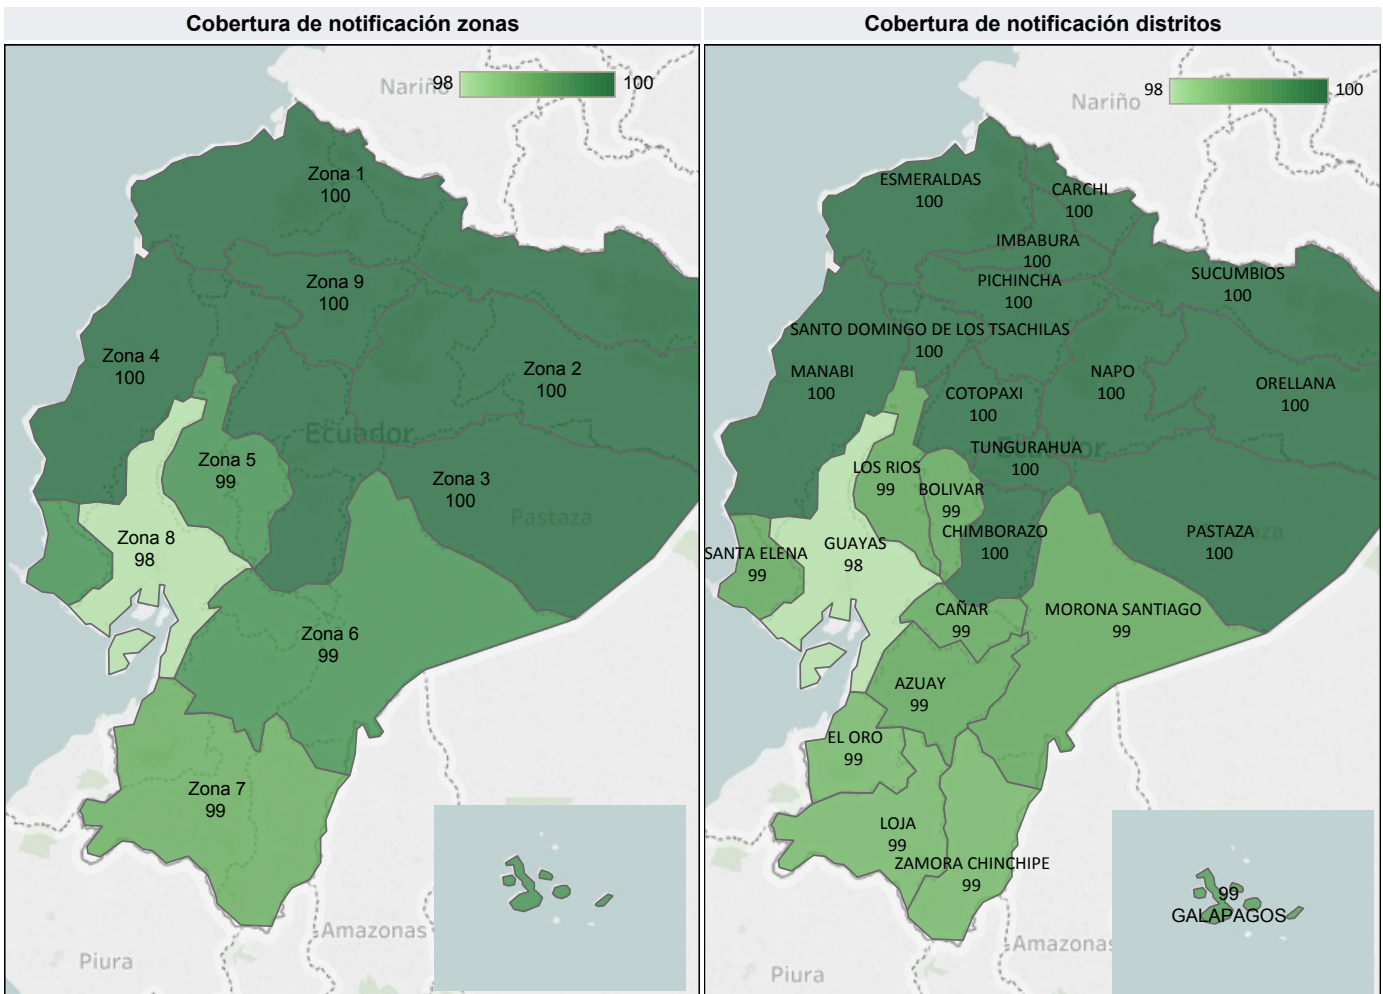 Cobertura de notificación zonas
98
100
Nariño
Zona 1
100
Zona 9
100
Zona 4
100
Zona 2
100
Ecuador
Zona 5
99
Zona 3
100
Pastaza
Zona 8
98
Zona 6
99
Zona 7
99
Amazonas
Piura
Cobertura de notificación distritos
98
100
Nariño
ESMERALDAS
100
CARCHI
100
IMBABURA
100
SUCUMBIOS
100
PICHINCHA
100
SANTO DOMINGO DE LOS TSACHILAS
100
MANABI
100
NAPO
100
ORELLANA
100
COTOPAXI
100
Ecuador
TUNGURAHUA
100
LOS RIOS
99
BOLIVAR
99
CHIMBORAZO
100
PASTAZA
100
SANTA ELENA
99
GUAYAS
98
CAÑAR
99
MORONA SANTIAGO
99
AZUAY
99
EL ORO
99
LOJA
99
ZAMORA CHINCHIPE
99
99
GALAPAGOS
Amazonas
Piura